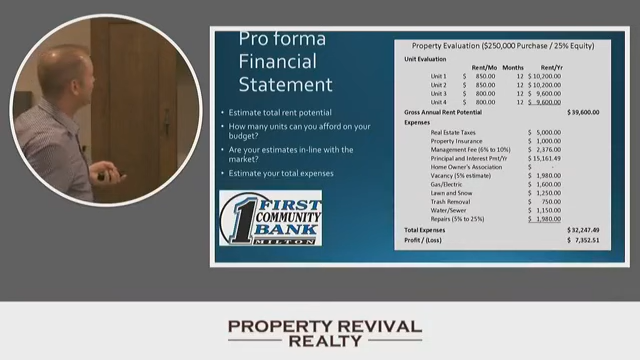 Pro forma
Financial
Statement
• Estimate total rent potential
• How many units can you afford on your
budget?
• Are your estimates in-line with the
market?
• Estimate your total expenses
1 FIRST
COMMUNITY
BANK
MILTON
Property Evaluation ($250,000 Purchase / 25% Equity)
Unit Evaluation
Rent/Mo Months Rent/Yr
Unit 1 $ 850.00 12 $ 10,200.00
Unit 2 $ 850.00 12 $ 10,200.00
Unit 3 $ 800.00 12 $ 9,600.00
Unit 4 $ 800.00 12 $ 9,600.00
Gross Annual Rent Potential $ 39,600.00
Expenses
Real Estate Taxes $ 5,000.00
Property Insurance $ 1,000.00
Management Fee (6% to 10%) $ 2,376.00
Principal and Interest Pmt/Yr $ 15,161.49
Home Owner's Association $ -
Vacancy (5% estimate) $ 1,980.00
Gas/Electric $ 1,600.00
Lawn and Snow $ 1,250.00
Trash Removal $ 750.00
Water/Sewer $ 1,150.00
Repairs (5% to 25%) $ 1,980.00
Total Expenses $ 32,247.49
Profit / (Loss) $ 7,352.51
PROPERTY REVIVAL
REALTY